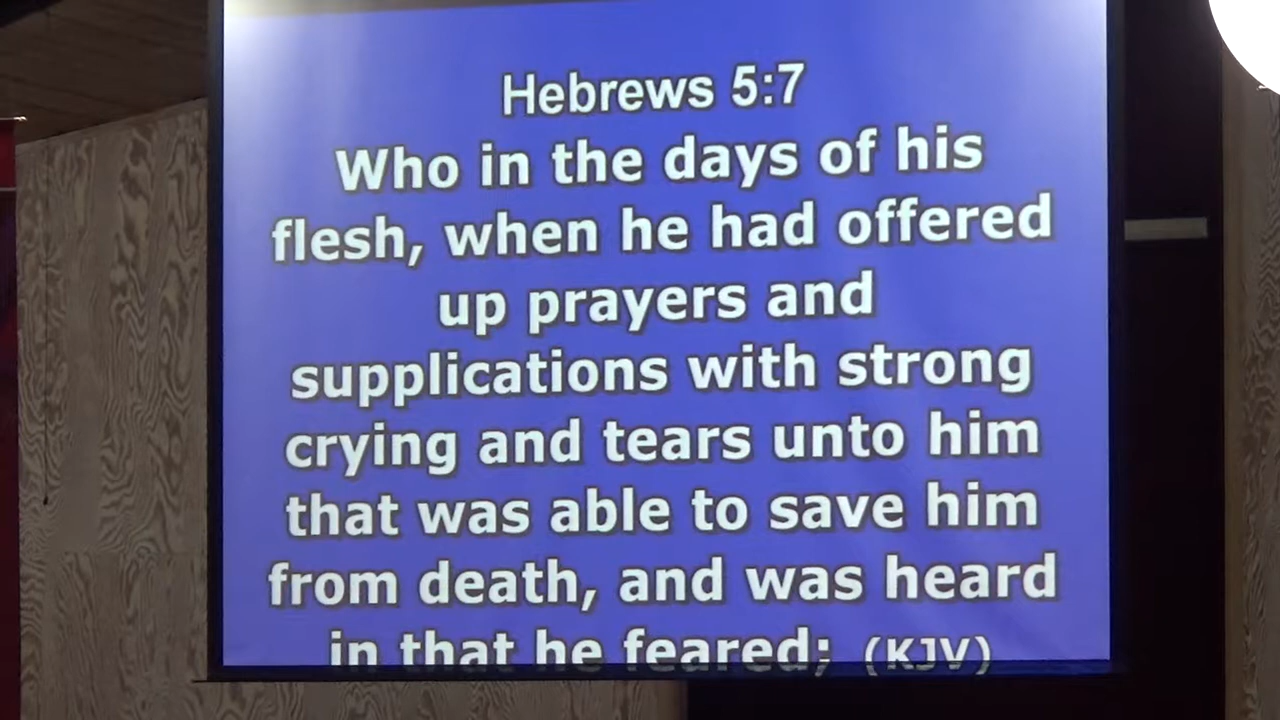 Hebrews 5:7
Who in the days of his
flesh, when he had offered
up prayers and
supplications with strong
crying and tears unto him
that was able to save him
from death, and was heard
in that he feared; (KJV)